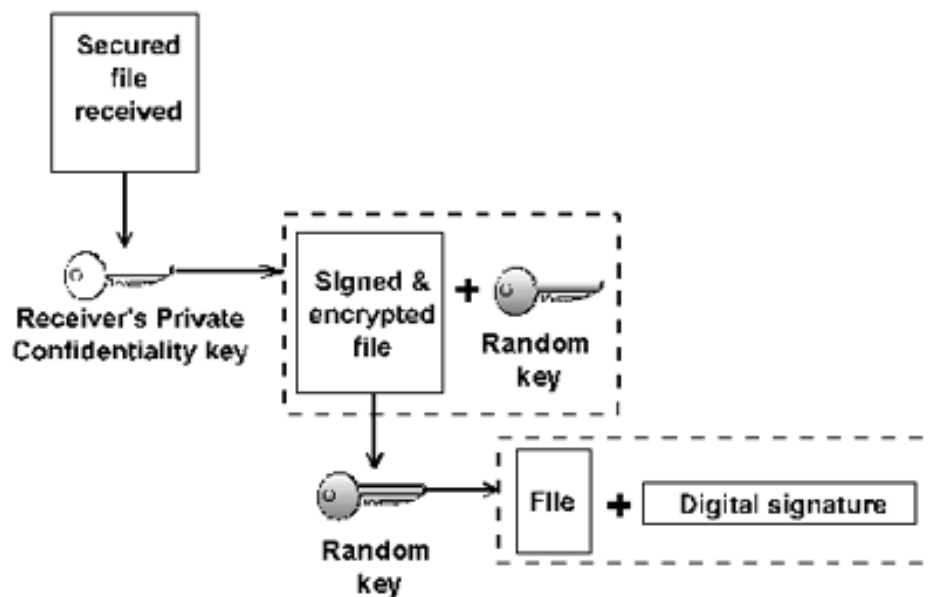 Secured
file
received
Receiver's Private
Confidentiality key
Signed &
encrypted
file
+
Random
key
Random
key
File
+
Digital signature